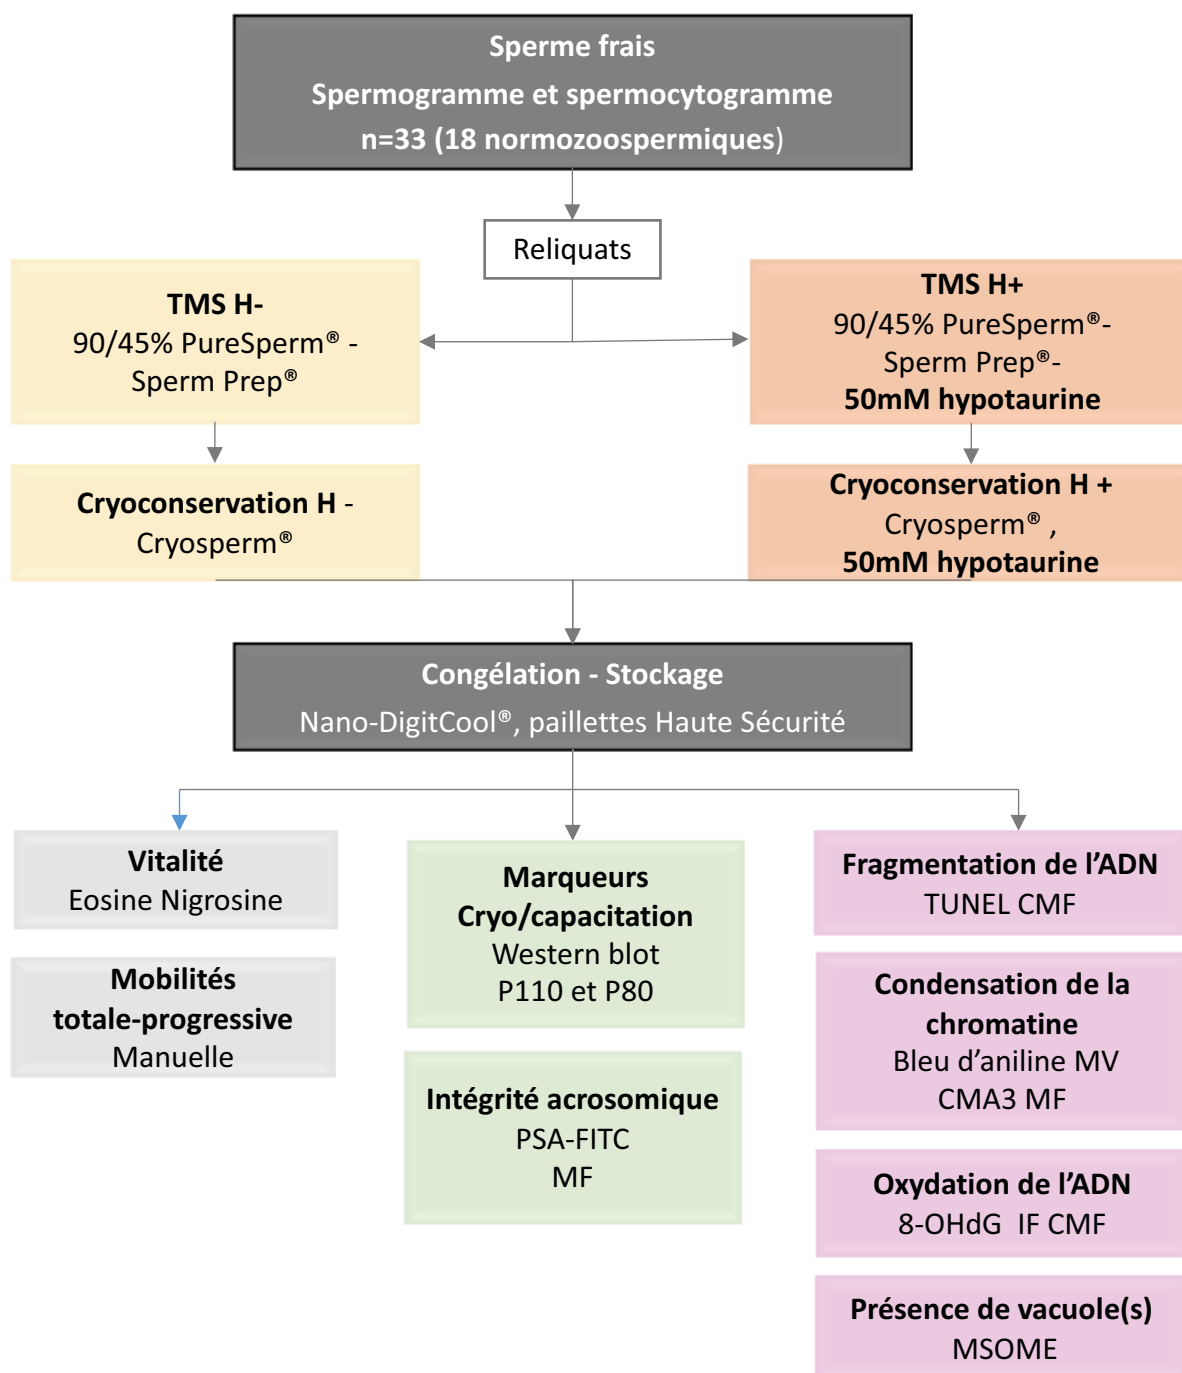 Sperme frais
Spermogramme et spermocytogramme
n=33 (18 normozoospermiques)
Reliquats
TMS H-
90/45% PureSperm® -
Sperm Prep®
TMS H+
90/45% PureSperm®-
Sperm Prep®-
50mM hypotaurine
Cryoconservation H -
Cryosperm®
Cryoconservation H +
Cryosperm® ,
50mM hypotaurine
Congélation - Stockage
Nano-DigitCool®, paillettes Haute Sécurité
Vitalité
Eosine Nigrosine
Mobilités
totale-progressive
Manuelle
Marqueurs
Cryo/capacitation
Western blot
P110 et P80
Intégrité acrosomique
PSA-FITC
MF
Fragmentation de l’ADN
TUNEL CMF
Condensation de la
chromatine
Bleu d’aniline MV
CMA3 MF
Oxydation de l’ADN
8-OHdG IF CMF
Présence de vacuole(s)
MSOME